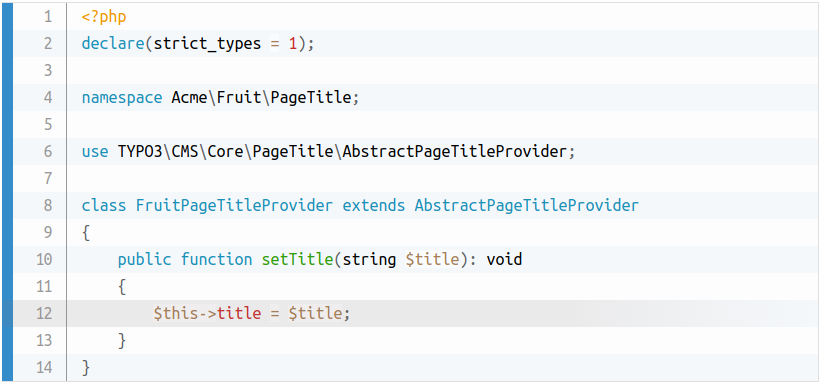 1 <?php
2 declare(strict_types = 1);
3
4 namespace Acme\Fruit\PageTitle;
5
6 use TYPO3\CMS\Core\PageTitle\AbstractPageTitleProvider;
7
8 class FruitPageTitleProvider extends AbstractPageTitleProvider
9 {
10     public function setTitle(string $title): void
11     {
12         $this->title = $title;
13     }
14 }